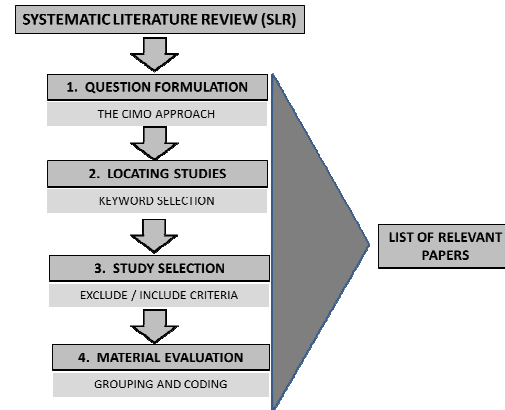 SYSTEMATIC LITERATURE REVIEW (SLR)
1. QUESTION FORMULATION
THE CIMO APPROACH
2. LOCATING STUDIES
KEYWORD SELECTION
3. STUDY SELECTION
EXCLUDE / INCLUDE CRITERIA
4. MATERIAL EVALUATION
GROUPING AND CODING
LIST OF RELEVANT
PAPERS